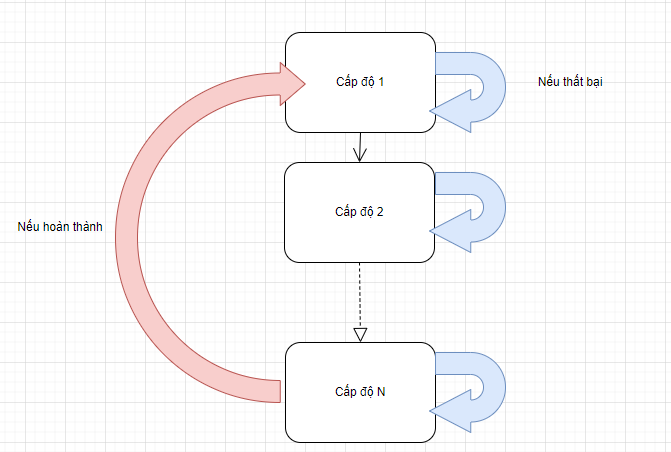 Cấp độ 1
Nếu thất bại
Cấp độ 2
Nếu hoàn thành
Cấp độ N